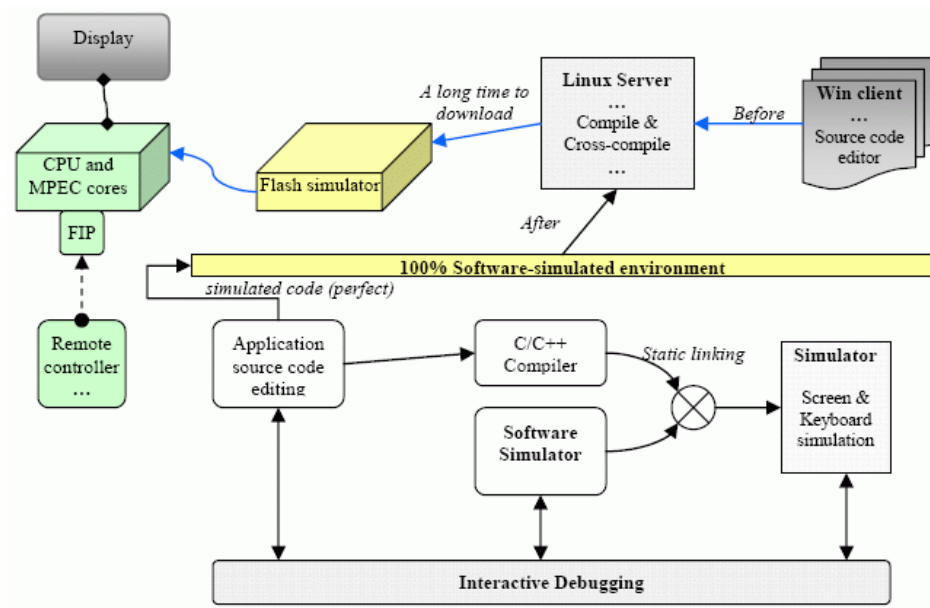 Display
A long time to
download
Linux Server
...
Compile &
Cross-compile
...
Before
Win client
...
Source code
editor
CPU and
MPEC cores
Flash simulator
FIP
After
100% Software-simulated environment
simulated code (perfect)
Remote
controller
...
Application
source code
editing
C/C++
Compiler
Static linking
Simulator
Screen &
Keyboard
simulation
Software
Simulator
Interactive Debugging